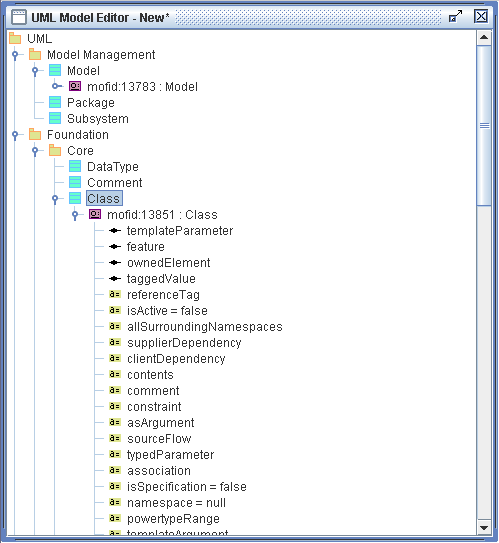 UML Model Editor - New*
UML
Model Management
Model
mofid:13783 : Model
Package
Subsystem
Foundation
Core
DataType
Comment
Class
mofid:13851 : Class
templateParameter
feature
ownedElement
taggedValue
a= referenceTag
a= isActive = false
a= allSurroundingNamespaces
a= supplierDependency
a= clientDependency
a= contents
a= comment
a= constraint
a= asArgument
a= sourceFlow
a= typedParameter
a= association
a= isSpecification = false
a= namespace = null
a= powertypeRange
a= templateArgument